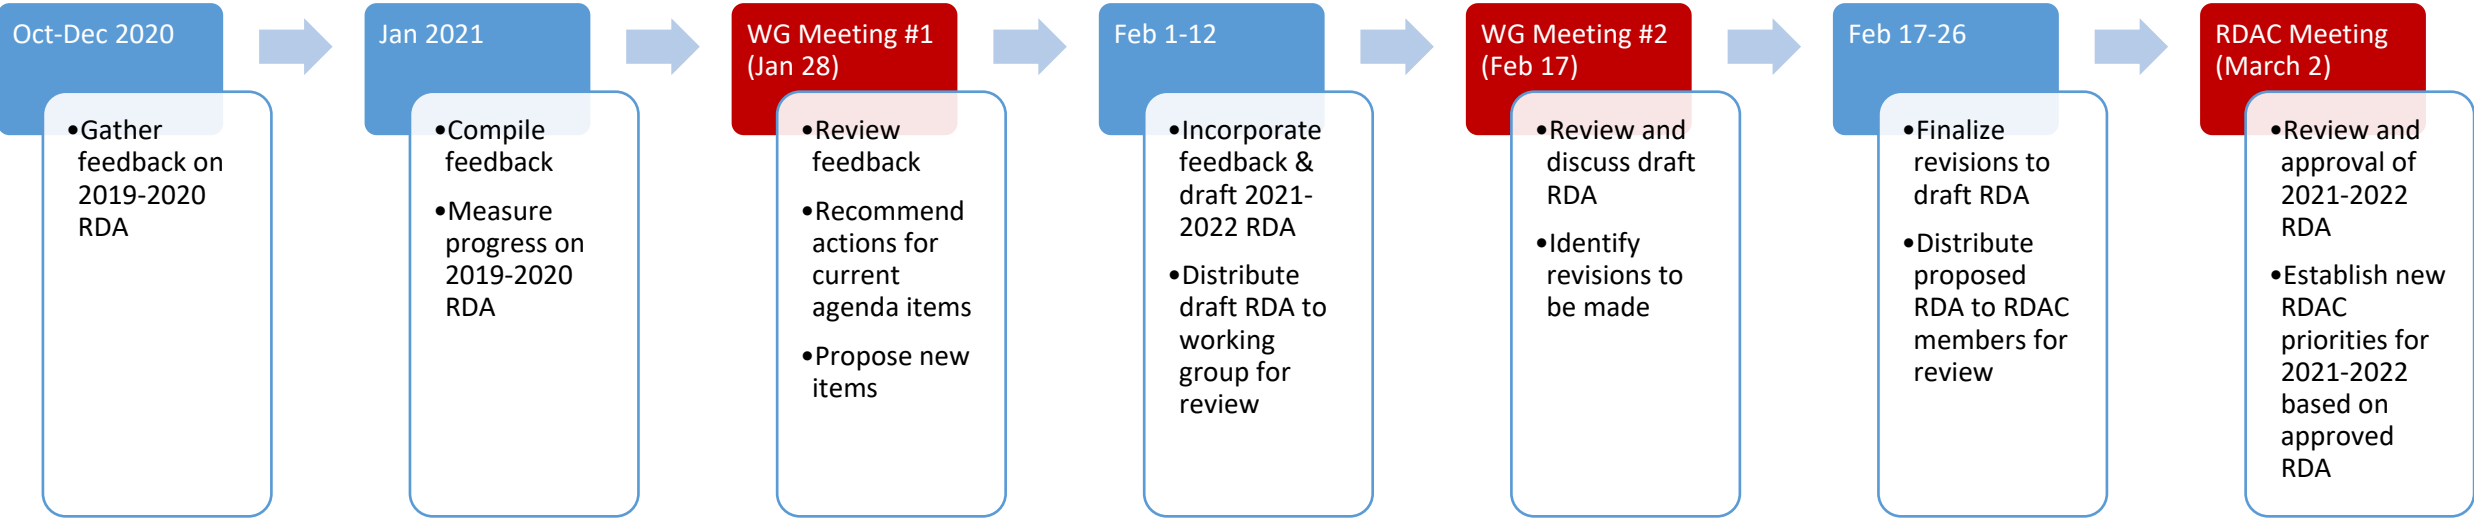 Oct-Dec 2020
•Gather
feedback on
2019-2020
RDA
Jan 2021
•Compile
feedback
•Measure
progress on
2019-2020
RDA
WG Meeting #1
(Jan 28)
•Review
feedback
•Recommend
actions for
current
agenda items
•Propose new
items
Feb 1-12
•Incorporate
feedback &
draft 2021-
2022 RDA
•Distribute
draft RDA to
working
group for
review
WG Meeting #2
(Feb 17)
•Review and
discuss draft
RDA
•Identify
revisions to
be made
Feb 17-26
•Finalize
revisions to
draft RDA
•Distribute
proposed
RDA to RDAC
members for
review
RDAC Meeting
(March 2)
•Review and
approval of
2021-2022
RDA
•Establish new
RDAC
priorities for
2021-2022
based on
approved
RDA